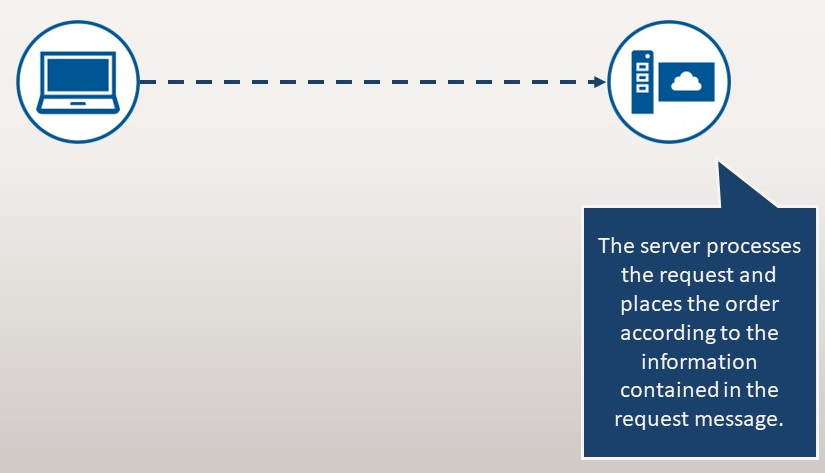 The server processes
the request and
places the order
according to the
information
contained in the
request message.